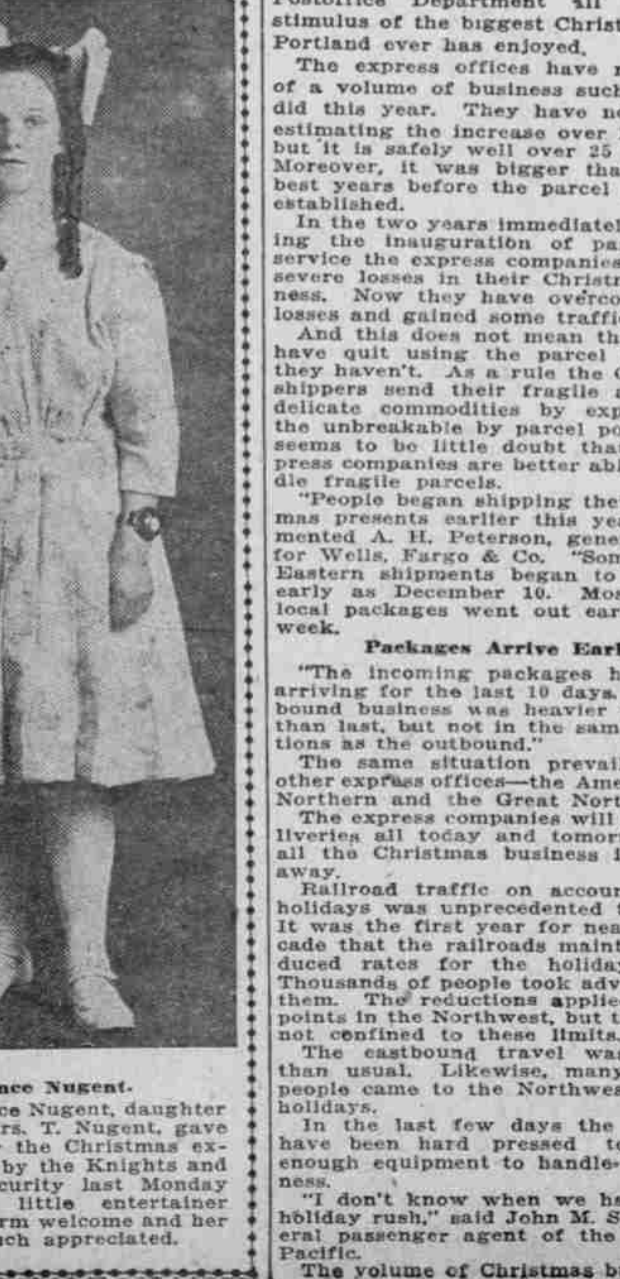 nce Nugent.
ce Nugent, daughter
rs. T. Nugent, gave
the Christmas ex-
by the Knights and
curity last Monday
little entertainer
rm welcome and her
ch appreciated.
Postoffice Department all
stimulus of the biggest Christ
Portland ever has enjoyed.
The express offices have
of a volume of business such
did this year. They have
estimating the increase over
but it is safely well over 25
Moreover, it was bigger tha
best years before the parcel
established.
In the two years immediatel
ing the inauguration of pa
service the express companies
severe losses in their Christm
ness. Now they have overco
losses and gained some traffi
And this does not mean th
have quit using the parcel
they haven't. As a rule the
shippers send their fragile a
delicate commodities by exp
the unbreakable by parcel po
seems to be little doubt tha
press companies are better abl
dle fragile parcels.
"People began shipping the
mas presents earlier this yea
mented A. H. Peterson, gene
for Wells, Fargo & Co. "Som
Eastern shipments began to
early as December 10. Mos
local packages went out ear
week.
Packages Arrive Earl
"The incoming packages h
arriving for the last 10 days.
bound business was heavier
than last, but not in the sam
tions as the outbound."
The same situation prevail
other express offices—the Ame
Northern and the Great Nort
The express companies will
liveries all today and tomorr
all the Christmas business i
away.
Railroad traffic on accoun
holidays was unprecedented
It was the first year for nea
cade that the railroads maint
duced rates for the holiday
Thousands of people took adv
them. The reductions applie
points in the Northwest, but t
not confined to these limits.
The eastbound travel was
than usual. Likewise, many
people came to the Northwes
holidays.
In the last few days the
have been hard pressed to
enough equipment to handle
ness.
"I don't know when we ha
holiday rush," said John M. S
eral passenger agent of the
Pacific.
The volume of Christmas b